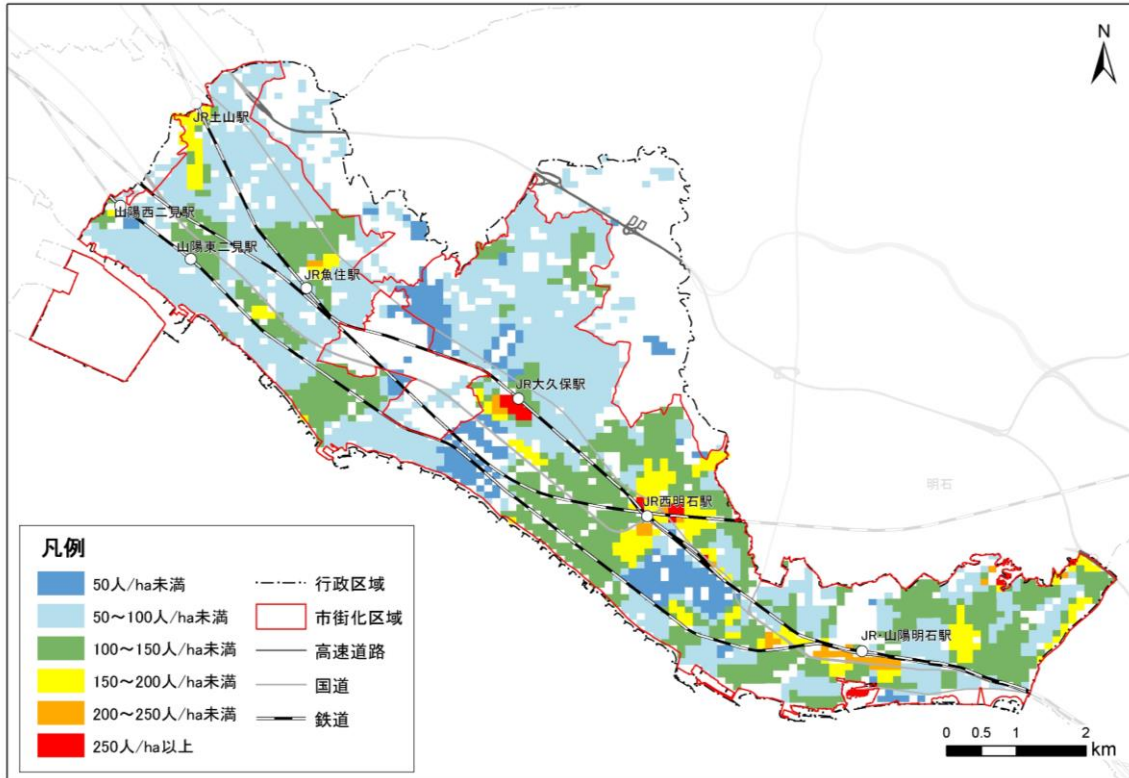 N
JR土山駅
山陽西二見駅
山陽東二見駅
JR魚住駅
JR大久保駅
明石
JR西明石駅
JR・山陽明石駅
凡例
50人/ha未満
50～100人/ha未満
100～150人/ha未満
150～200人/ha未満
200～250人/ha未満
250人/ha以上
行政区域
市街化区域
高速道路
国道
鉄道
0 0.5 1 2
km